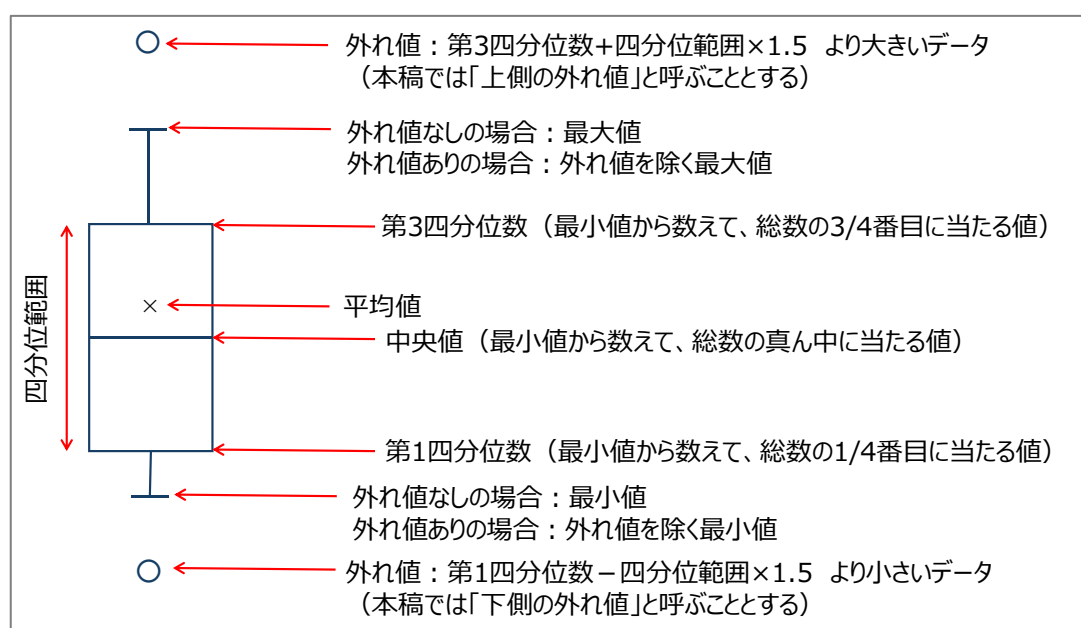 外れ値：第3四分位数+四分位範囲×1.5 より大きいデータ
（本稿では「上側の外れ値」と呼ぶこととする）
外れ値なしの場合：最大値
外れ値ありの場合：外れ値を除く最大値
第3四分位数（最小値から数えて、総数の3/4番目に当たる値）
四分位範囲
×
平均値
中央値（最小値から数えて、総数の真ん中に当たる値）
第1四分位数（最小値から数えて、総数の1/4番目に当たる値）
外れ値なしの場合：最小値
外れ値ありの場合：外れ値を除く最小値
外れ値：第1四分位数－四分位範囲×1.5 より小さいデータ
（本稿では「下側の外れ値」と呼ぶこととする）